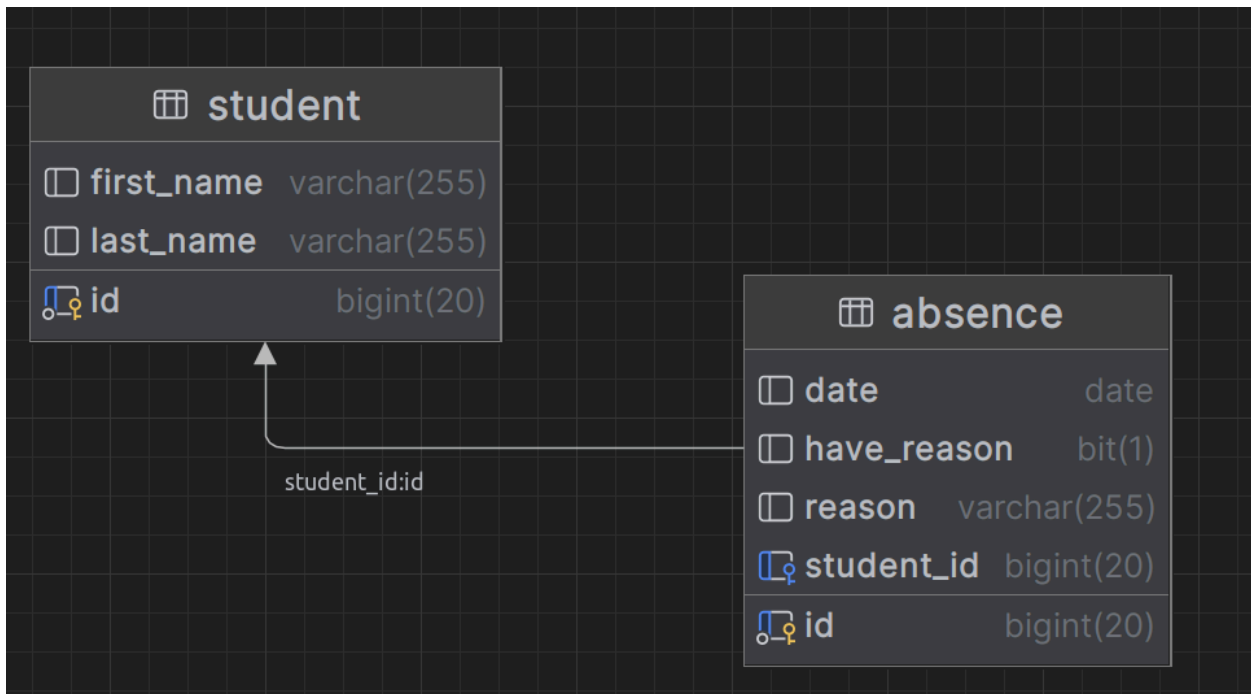 student
first_name varchar(255)
last_name varchar(255)
id bigint(20)
student_id:id
absence
date date
have_reason bit(1)
reason varchar(255)
student_id bigint(20)
id bigint(20)